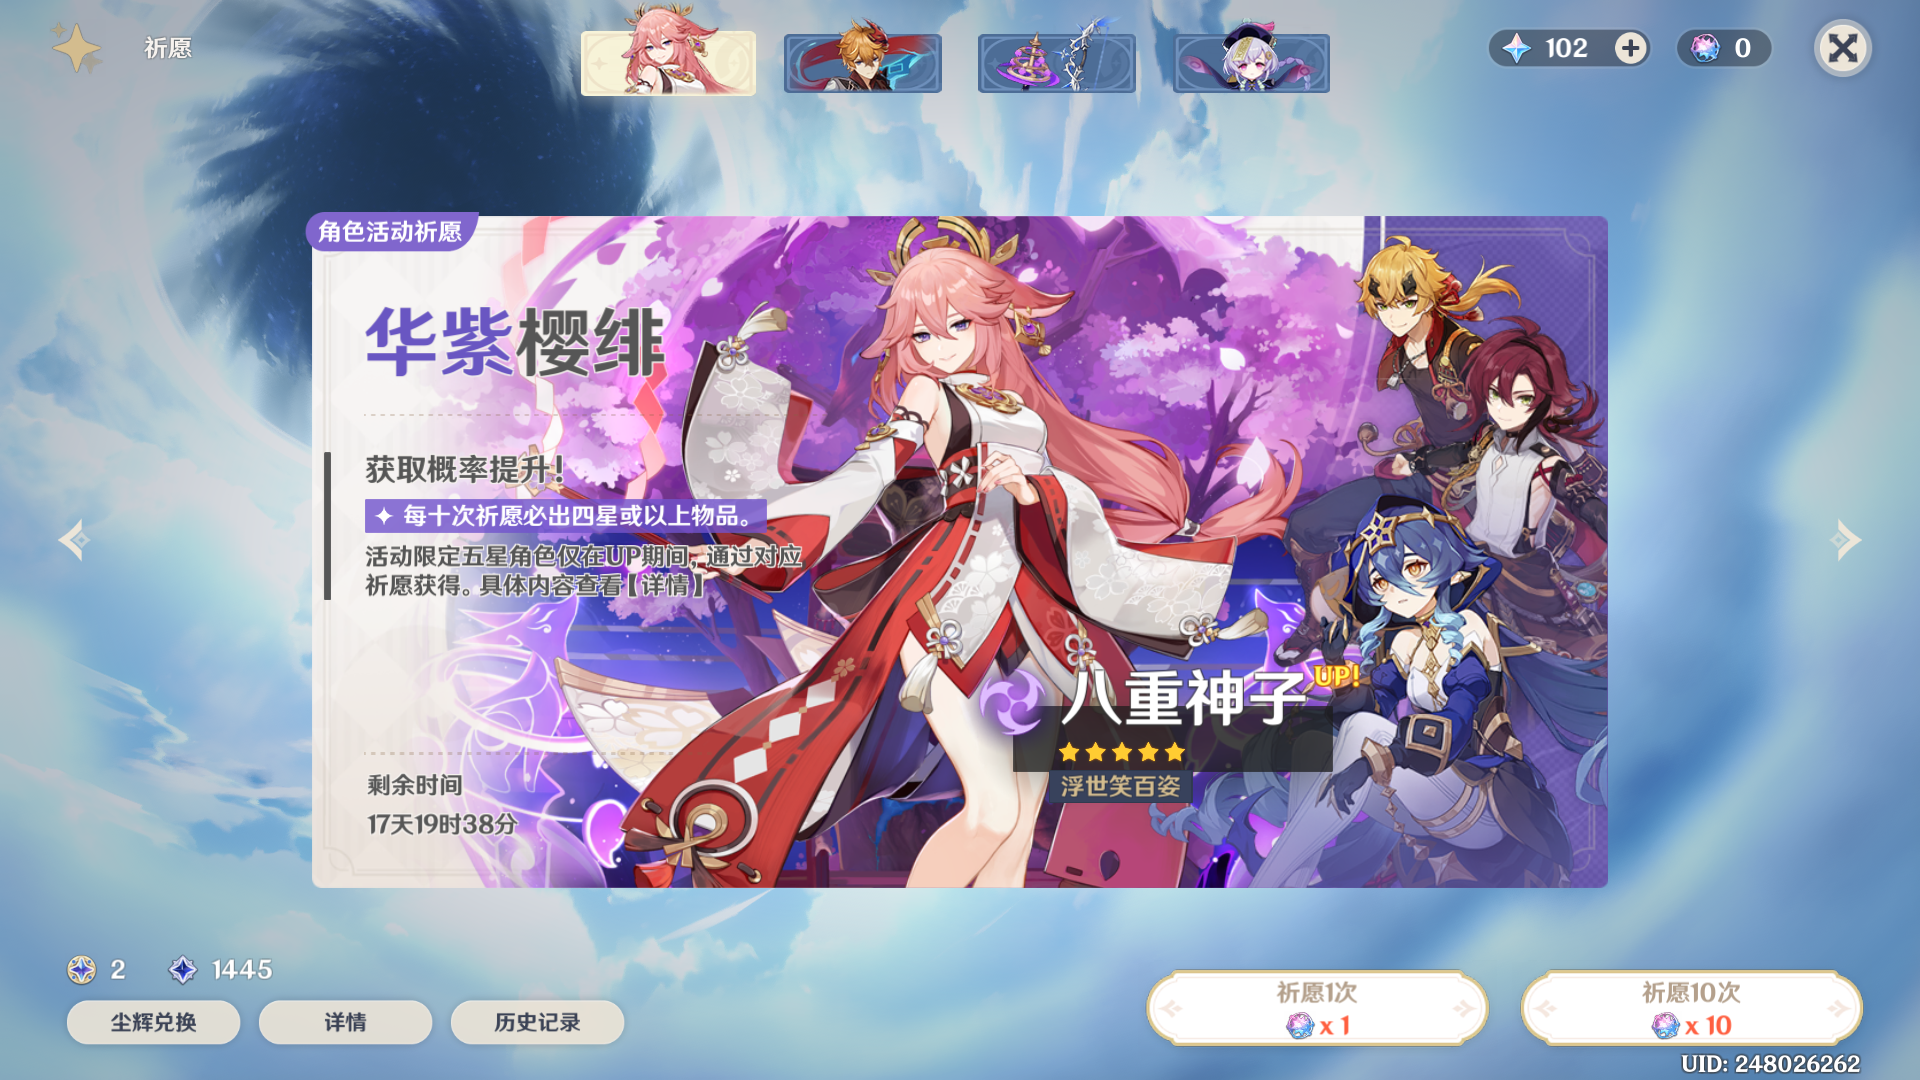 祈愿
102
0
角色活动祈愿
华紫樱绯
获取概率提升!
每十次祈愿必出四星或以上物品。
活动限定五星角色仅在UP期间,通过对应
祈愿获得。具体内容查看【详情】
八重神子 UP!
浮世笑百姿
剩余时间
17天19时38分
2
1445
尘辉兑换
详情
历史记录
祈愿1次
x 1
祈愿10次
x 10
UID: 248026262